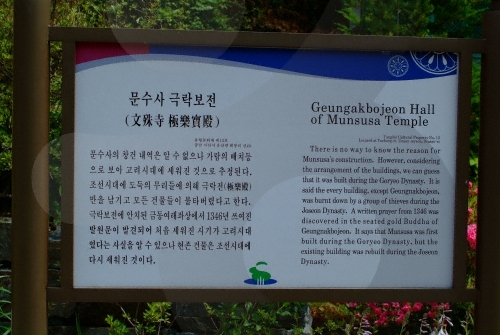 문수사 극락보전
(文殊寺 極樂寶殿)
문수사의 창건 내역은 알 수 없으나 가람의 배치등
으로 보아 고려시대에 세워진 것으로 추정된다.
조선시대에 도둑의 무리들에 의해 극락전(極樂殿)
만을 남기고 모든 건물들이 불타버렸다고 한다.
극락보전에 안치된 금동여래좌상에서 1346년 쓰여진
발원문이 발견되어 처음 세워진 시기가 고려시대
였다는 사실을 알 수 있으나 현존 건물은 조선시대에
다시 세워진 것이다.
Geungakbojeon Hall
of Munsusa Temple
There is no way to know the reason for
Munsusa's construction. However, considering
the arrangement of the buildings, we can guess
that it was built during the Goryeo Dynasty. It is
said the every building, except Geungnakbojeon,
was burnt down by a group of thieves during the
Joseon Dynasty. A written prayer from 1346 was
discovered in the seated gold Buddha of
Geungnakbojeon. It says that Munsusa was first
built during the Goryeo Dynasty, but the
existing building was rebuilt during the Joseon
Dynasty.